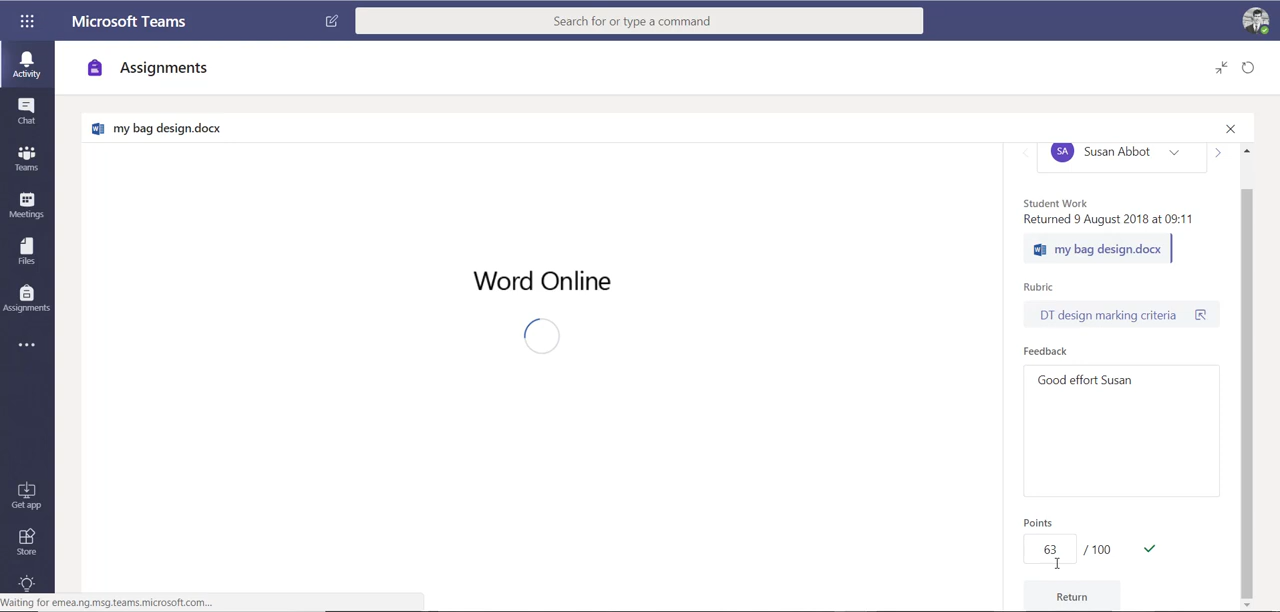 Microsoft Teams
Search for or type a command
Activity
Assignments
Chat
my bag design.docx
SA Susan Abbot
Teams
Meetings
Student Work
Returned 9 August 2018 at 09:11
Files
my bag design.docx
Word Online
Rubric
Assignments
DT design marking criteria
Feedback
Good effort Susan
Get app
Points
63 / 100
Store
Return
Waiting for emea.ng.msg.teams.microsoft.com...